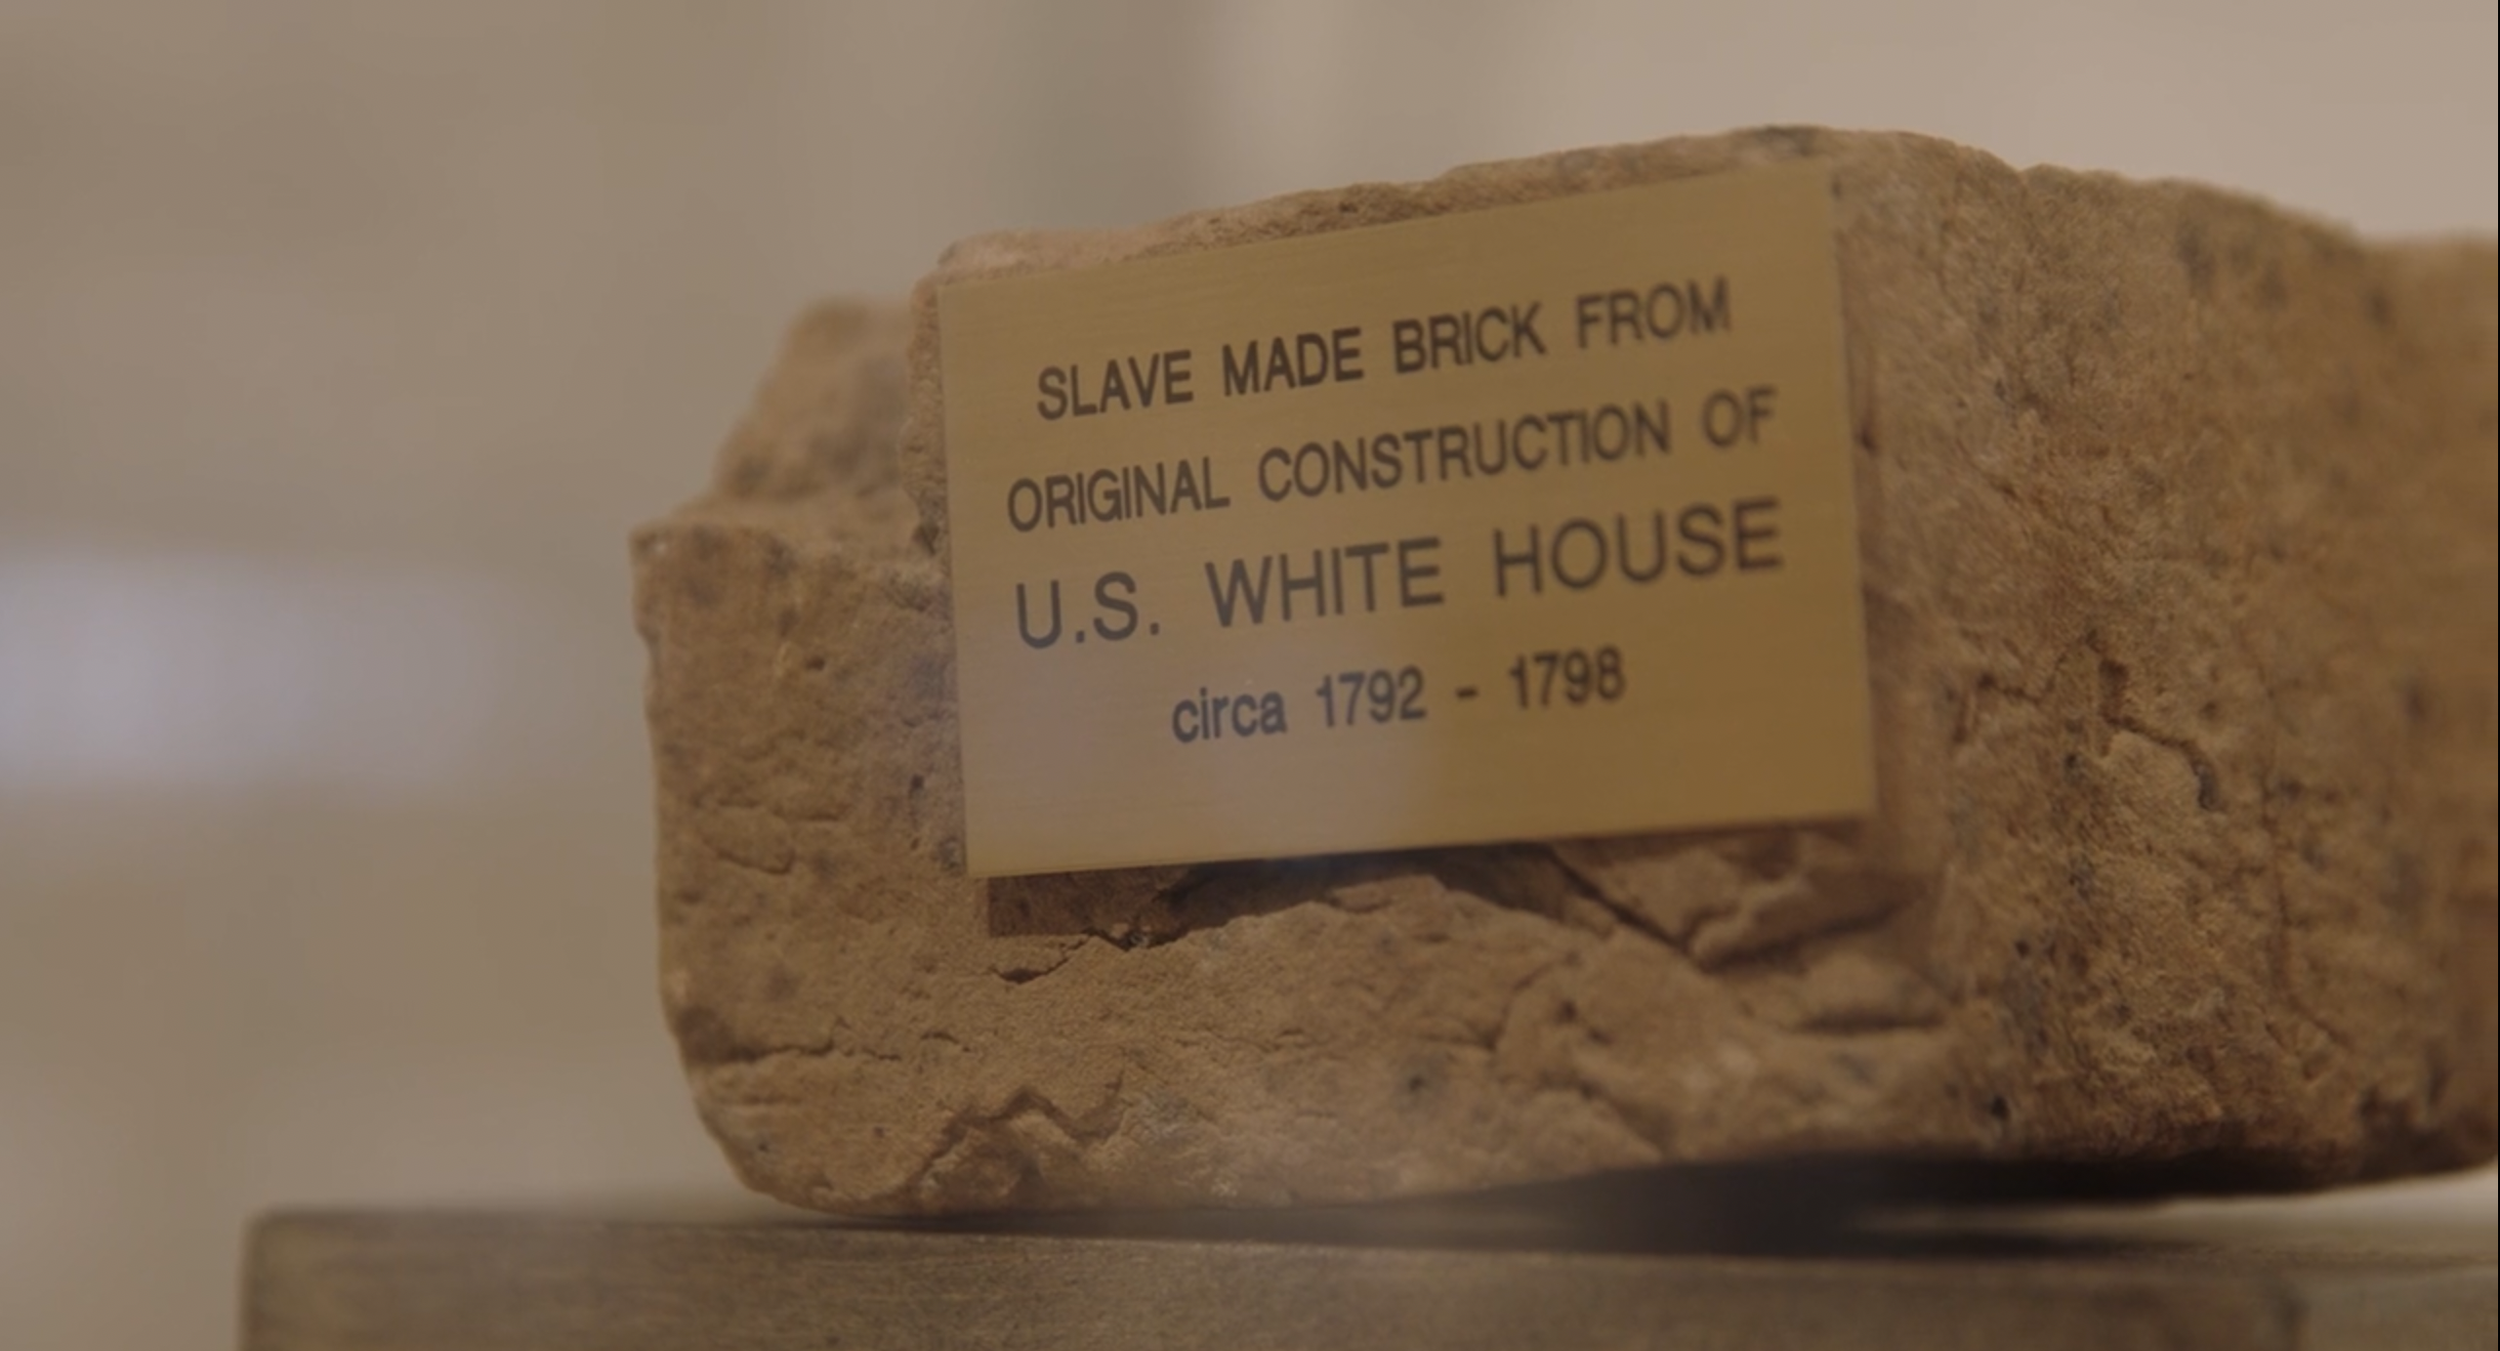 SLAVE MADE BRICK FROM
ORIGINAL CONSTRUCTION OF
U.S. WHITE HOUSE
circa 1792 - 1798